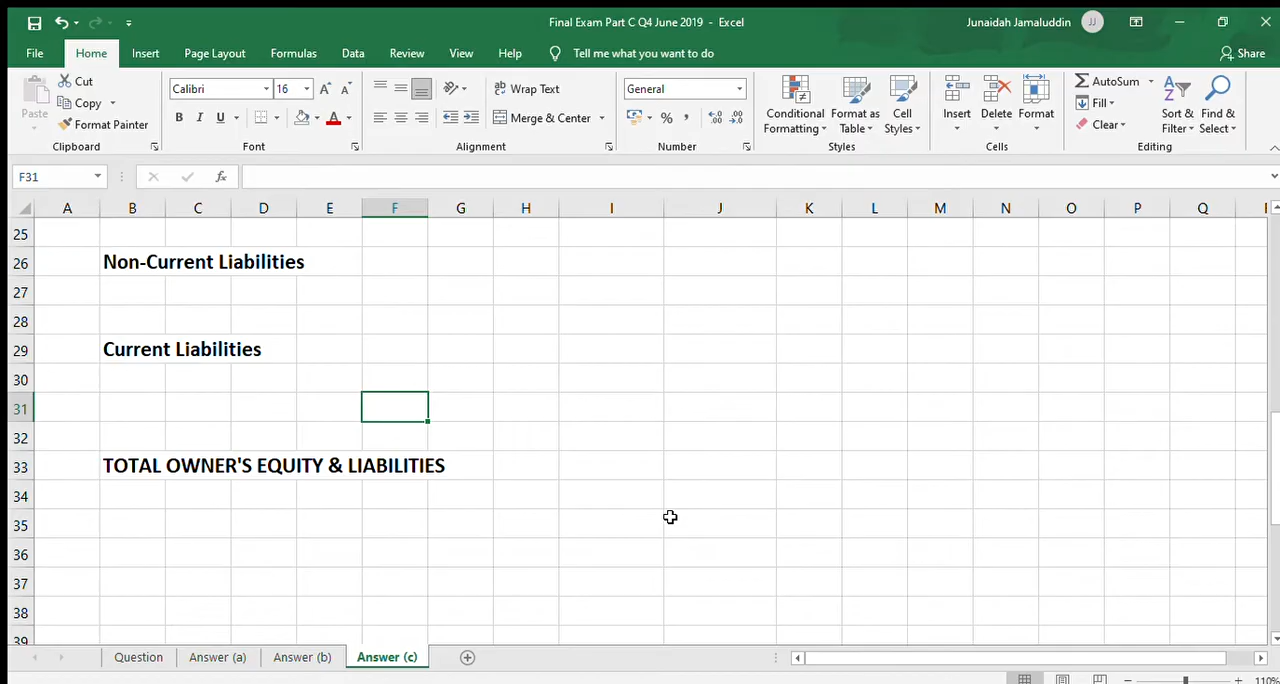 Final Exam Part C Q4 June 2019 - Excel
Junaidah Jamaluddin JJ
File Home Insert Page Layout Formulas Data Review View Help Tell me what you want to do Share
Paste Cut Copy Format Painter Clipboard
Calibri 16 A A B I U A Font
ab Wrap Text Merge & Center Alignment
General % , Number
Conditional Formatting Format as Table Cell Styles Styles
Insert Delete Format Cells
AutoSum Fill Clear Sort & Filter Find & Select Editing
F31 fx
A B C D E F G H I J K L M N O P Q
25
26 Non-Current Liabilities
27
28
29 Current Liabilities
30
31
32
33 TOTAL OWNER'S EQUITY & LIABILITIES
34
35
36
37
38
39
Question Answer (a) Answer (b) Answer (c)
110%